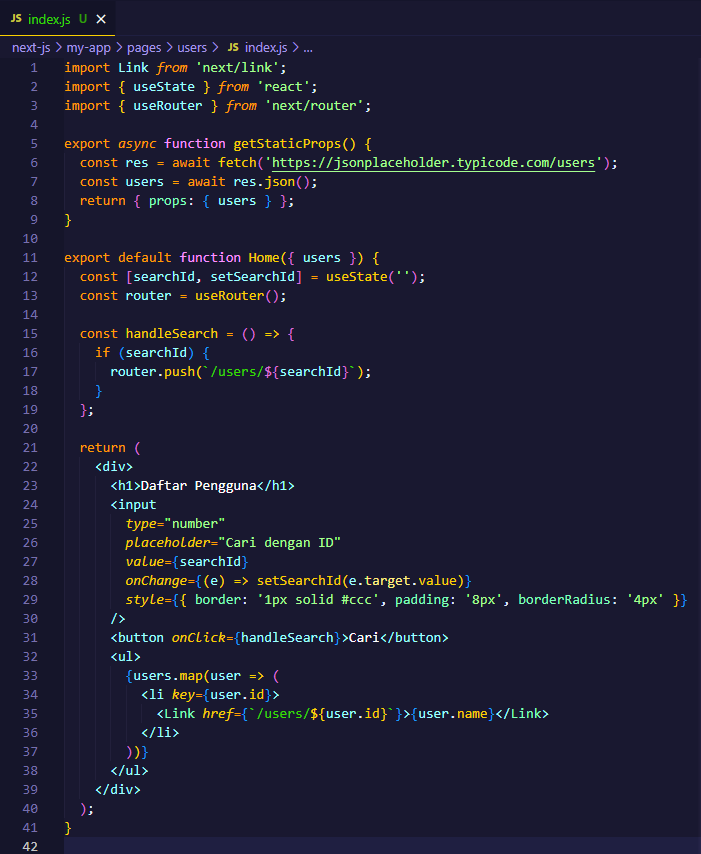 JS index.js U ×
next-js > my-app > pages > users > JS index.js > ...
1 import Link from 'next/link';
2 import { useState } from 'react';
3 import { useRouter } from 'next/router';
4
5 export async function getStaticProps() {
6   const res = await fetch('https://jsonplaceholder.typicode.com/users');
7   const users = await res.json();
8   return { props: { users } };
9 }
10
11 export default function Home({ users }) {
12   const [searchId, setSearchId] = useState('');
13   const router = useRouter();
14
15   const handleSearch = () => {
16     if (searchId) {
17       router.push(`/users/${searchId}`);
18     }
19   };
20
21   return (
22     <div>
23       <h1>Daftar Pengguna</h1>
24       <input
25         type="number"
26         placeholder="Cari dengan ID"
27         value={searchId}
28         onChange={(e) => setSearchId(e.target.value)}
29         style={{ border: '1px solid #ccc', padding: '8px', borderRadius: '4px' }}
30       />
31       <button onClick={handleSearch}>Cari</button>
32       <ul>
33         {users.map(user => (
34           <li key={user.id}>
35             <Link href={`/users/${user.id}`}>{user.name}</Link>
36           </li>
37         ))}
38       </ul>
39     </div>
40   );
41 }
42